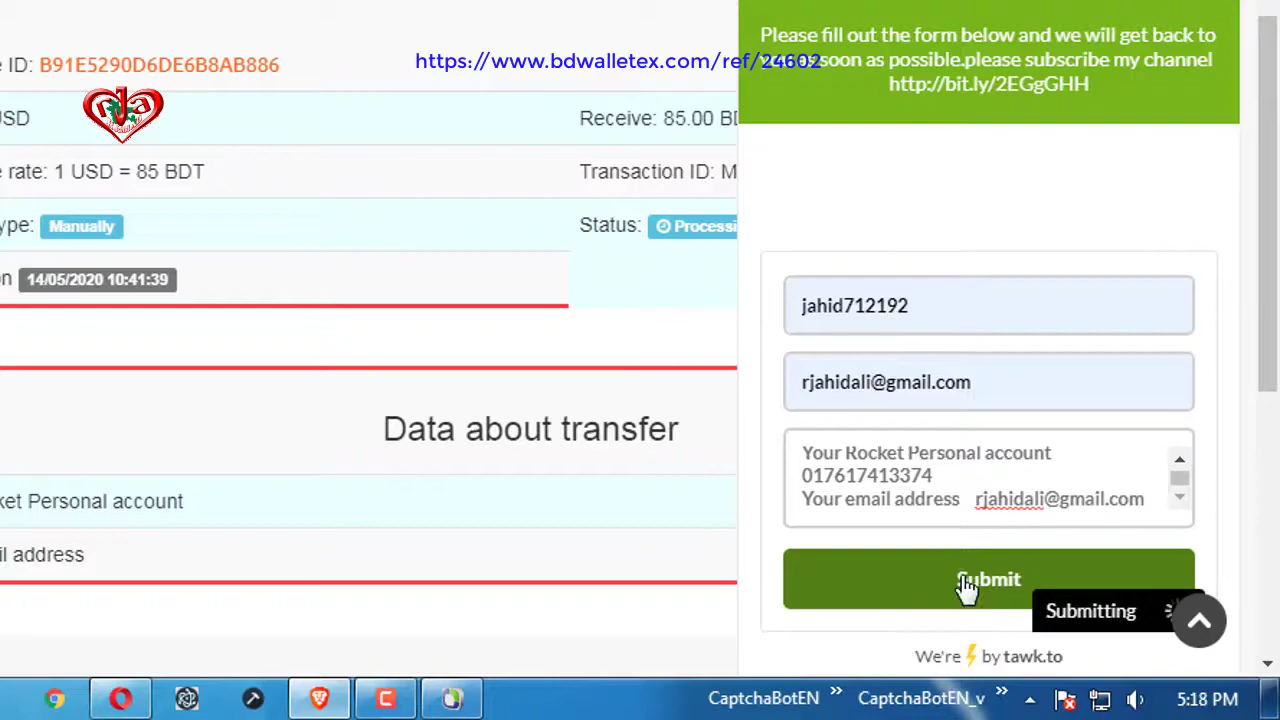 e ID: B91E5290D6DE6B8AB886
https://www.bdwalletex.com/ref/24602
SD
Receive: 85.00 BD
e rate: 1 USD = 85 BDT
Transaction ID: M
ype: Manually
Status: Processi
n 14/05/2020 10:41:39
Data about transfer
ket Personal account
il address
Please fill out the form below and we will get back to
soon as possible.please subscribe my channel
http://bit.ly/2EGgGHH
jahid712192
rjahidali@gmail.com
Your Rocket Personal account
017617413374
Your email address rjahidali@gmail.com
Submit
Submitting
We're by tawk.to
CaptchaBotEN
CaptchaBotEN_v
5:18 PM